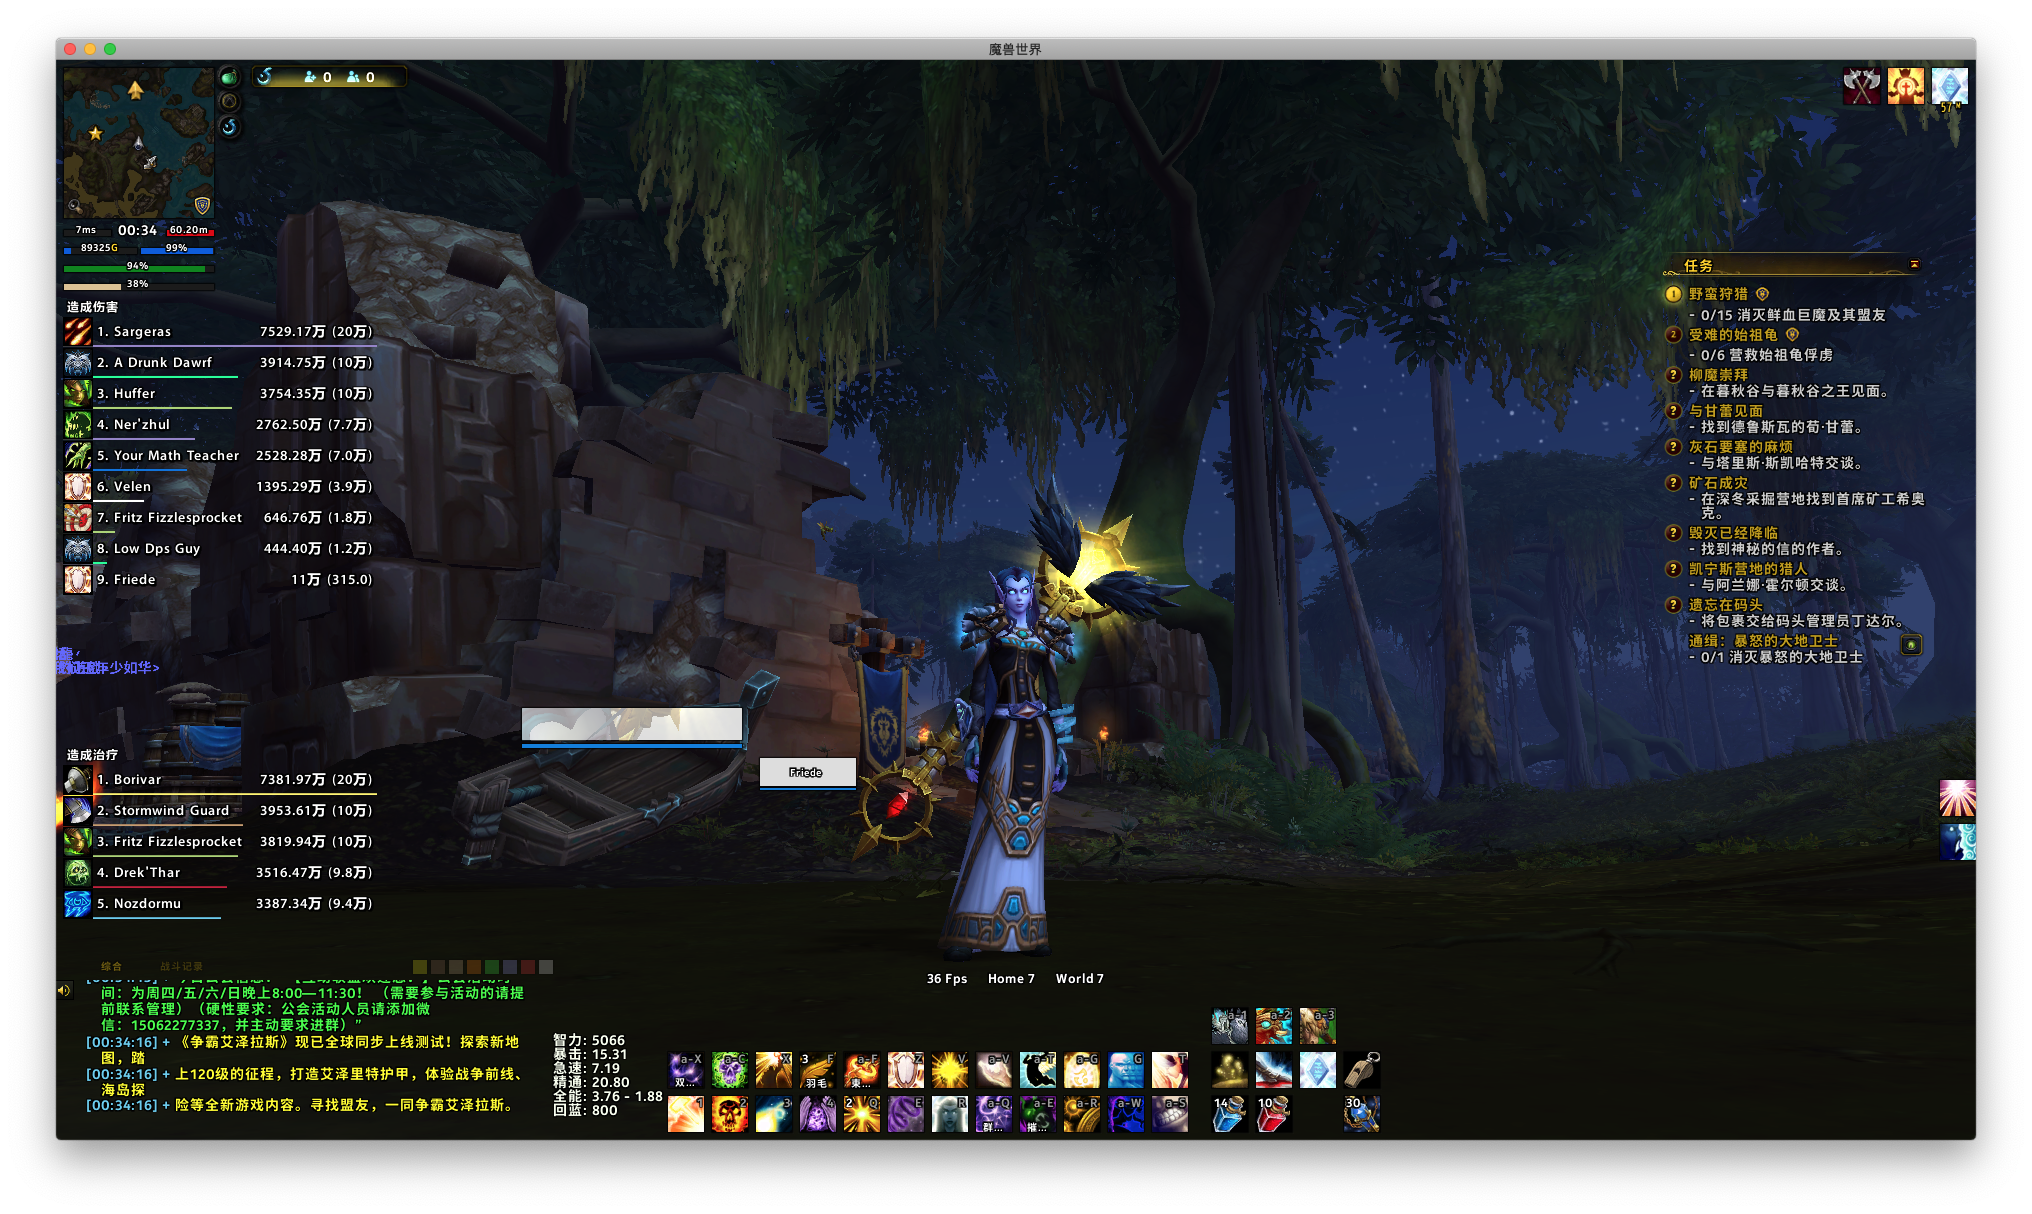 魔兽世界
0 0
57 M
7ms 00:34 60.20m
89325G 99%
94%
38%
造成伤害
1. Sargeras 7529.17万 (20万)
2. A Drunk Dawrf 3914.75万 (10万)
3. Huffer 3754.35万 (10万)
4. Ner'zhul 2762.50万 (7.7万)
5. Your Math Teacher 2528.28万 (7.0万)
6. Velen 1395.29万 (3.9万)
7. Fritz Fizzlesprocket 646.76万 (1.8万)
8. Low Dps Guy 444.40万 (1.2万)
9. Friede 11万 (315.0)
任务
1 野蛮狩猎
- 0/15 消灭鲜血巨魔及其盟友
2 受难的始祖龟
- 0/6 营救始祖龟俘虏
? 柳魔崇拜
- 在暮秋谷与暮秋谷之王见面。
? 与甘蕾见面
- 找到德鲁斯瓦的荀·甘蕾。
? 灰石要塞的麻烦
- 与塔里斯·斯凯哈特交谈。
? 矿石成灾
- 在深冬采掘营地找到首席矿工希奥
克。
? 毁灭已经降临
- 找到神秘的信的作者。
? 凯宁斯营地的猎人
- 与阿兰娜·霍尔顿交谈。
? 遗忘在码头
- 将包裹交给码头管理员丁达尔。
通缉：暴怒的大地卫士
- 0/1 消灭暴怒的大地卫士
少如华>
Friede
造成治疗
1. Borivar 7381.97万 (20万)
2. Stormwind Guard 3953.61万 (10万)
3. Fritz Fizzlesprocket 3819.94万 (10万)
4. Drek'Thar 3516.47万 (9.8万)
5. Nozdormu 3387.34万 (9.4万)
综合 战斗记录
间：为周四/五/六/日晚上8:00—11:30！（需要参与活动的请提
前联系管理）（硬性要求：公会活动人员请添加微
信：15062277337，并主动要求进群）”
[00:34:16] + 《争霸艾泽拉斯》现已全球同步上线测试！探索新地
图，踏
[00:34:16] + 上120级的征程，打造艾泽里特护甲，体验战争前线、
海岛探
[00:34:16] + 险等全新游戏内容。寻找盟友，一同争霸艾泽拉斯。
36 Fps Home 7 World 7
智力: 5066
暴击: 15.31
急速: 7.19
精通: 20.80
全能: 3.76 - 1.88
回蓝: 800
a-1 a-2 a-3
a-X a-C X 3 F a-F Z V a-V a-T a-G G T
双... 羽毛 束...
1 2 3 4 2 Q E R a-Q a-E a-R a-W a-S 14 10 30
群... 摧...